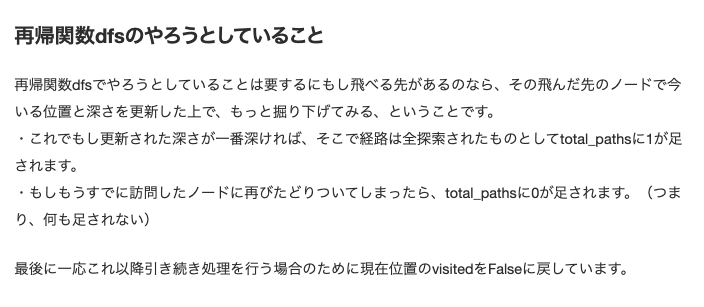 再帰関数dfsのやろうとしていること
再帰関数dfsでやろうとしていることは要するにもし飛べる先があるのなら、その飛んだ先のノードで今
いる位置と深さを更新した上で、もっと掘り下げてみる、ということです。
・これでもし更新された深さが一番深ければ、そこで経路は全探索されたものとしてtotal_pathsに1が足
されます。
・もしもうすでに訪問したノードに再びたどりついてしまったら、total_pathsに0が足されます。（つま
り、何も足されない）
最後に一応これ以降引き続き処理を行う場合のために現在位置のvisitedをFalseに戻しています。